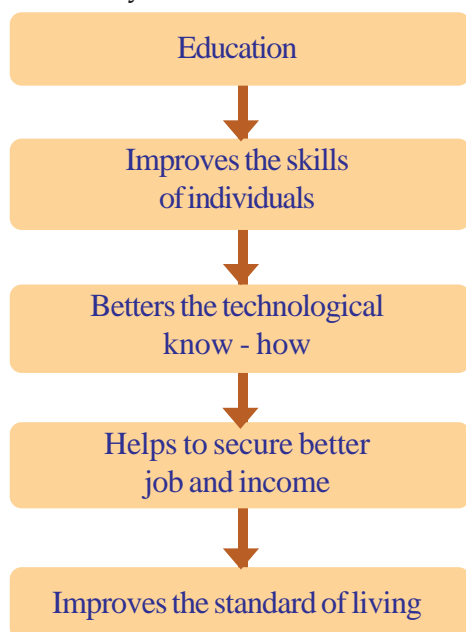 Education
Improves the skills
of individuals
Betters the technological
know - how
Helps to secure better
job and income
Improves the standard of living